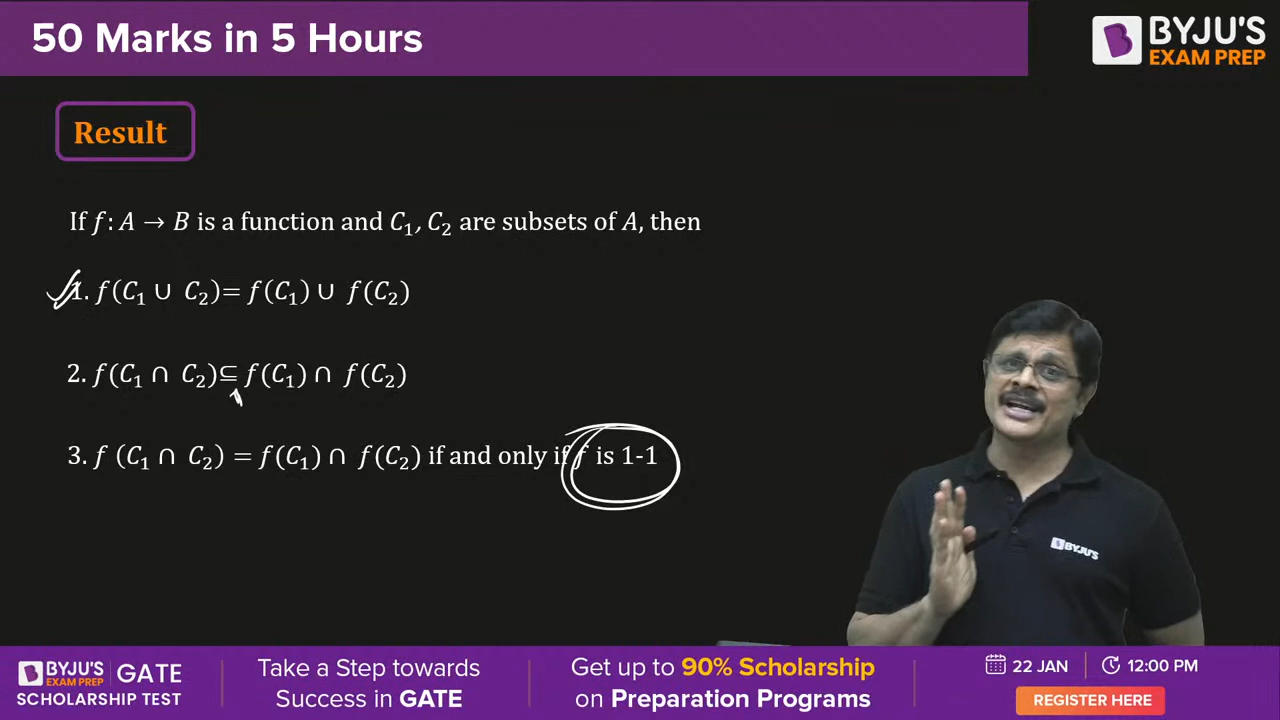 50 Marks in 5 Hours
BYJU'S
EXAM PREP
Result
If f: A → B is a function and C₁, C₂ are subsets of A, then
1. f(C₁ ∪ C₂)= f(C₁) ∪ f(C₂)
2. f(C₁ ∩ C₂)⊆ f(C₁) ∩ f(C₂)
3. f (C₁ ∩ C₂) = f(C₁) ∩ f(C₂) if and only if f is 1-1
BYJU'S
BYJU'S
EXAM PREP
GATE
SCHOLARSHIP TEST
Take a Step towards
Success in GATE
Get up to 90% Scholarship
on Preparation Programs
22 JAN
12:00 PM
REGISTER HERE